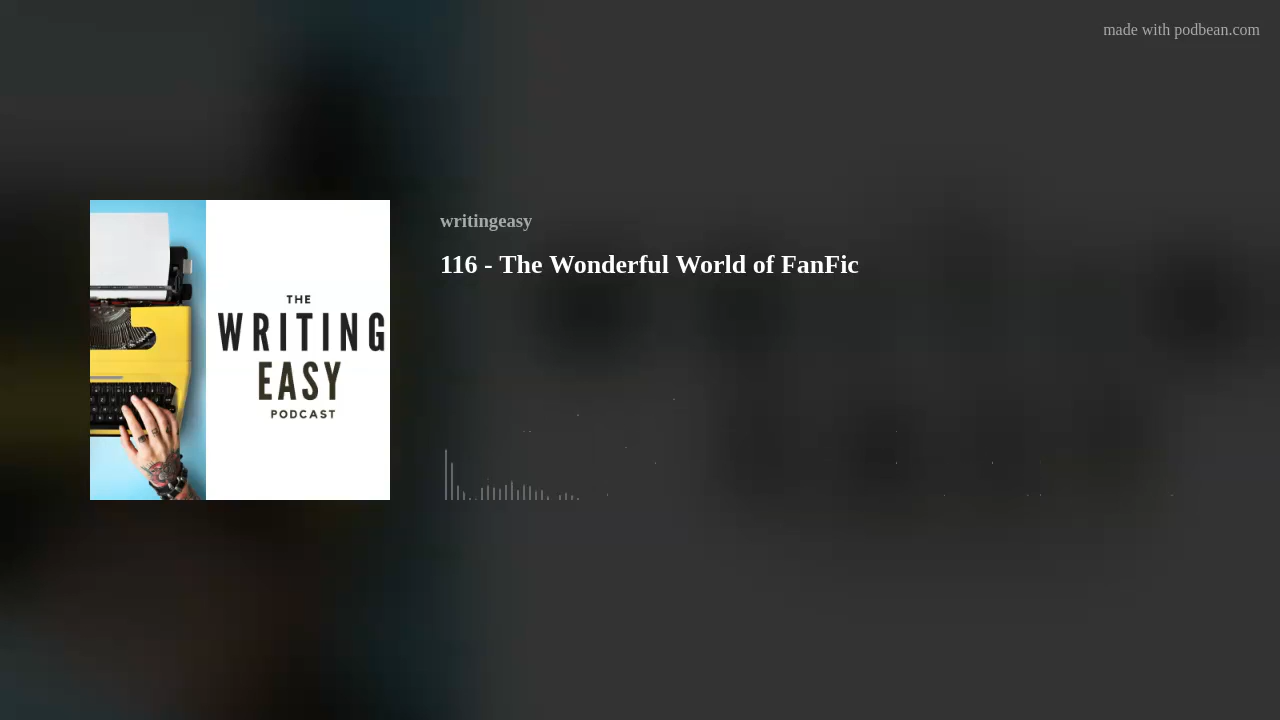 made with podbean.com
writingeasy
116 - The Wonderful World of FanFic
THE
WRITING
EASY
PODCAST